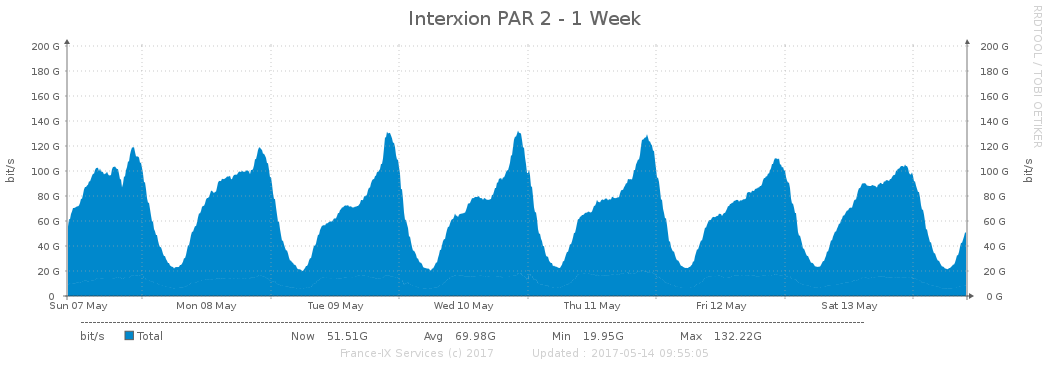 Interxion PAR 2 - 1 Week
RRDTOOL / TOBI OETIKER
bit/s
200 G
180 G
160 G
140 G
120 G
100 G
80 G
60 G
40 G
20 G
0
200 G
180 G
160 G
140 G
120 G
100 G
80 G
60 G
40 G
20 G
0 G
bit/s
Sun 07 May Mon 08 May Tue 09 May Wed 10 May Thu 11 May Fri 12 May Sat 13 May
bit/s Total Now 51.51G Avg 69.98G Min 19.95G Max 132.22G
France-IX Services (c) 2017 Updated : 2017-05-14 09:55:05